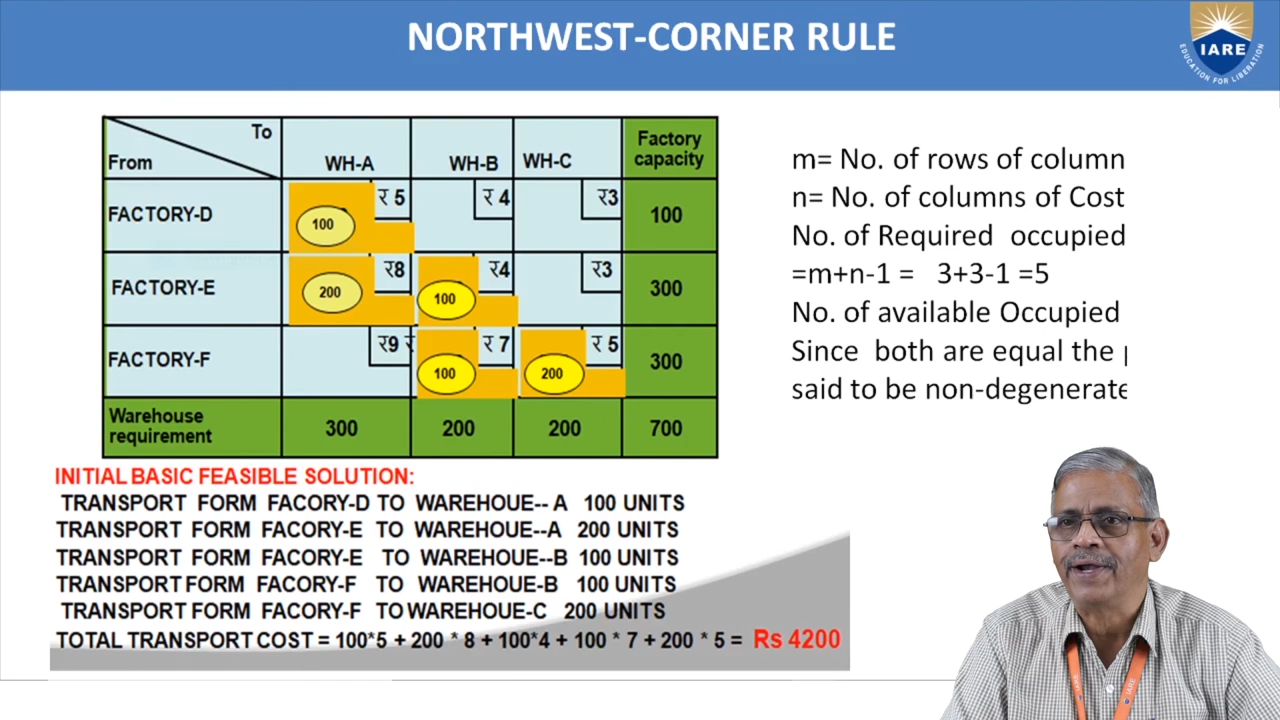 NORTHWEST-CORNER RULE
IARE
EDUCATION FOR LIBERATION
To
From
WH-A
WH-B
WH-C
Factory
capacity
FACTORY-D
100
₹ 5
₹ 4
₹3
100
FACTORY-E
200
₹8
100
₹4
₹3
300
FACTORY-F
₹9
100
₹ 7
200
₹ 5
300
Warehouse
requirement
300
200
200
700
m= No. of rows of column
n= No. of columns of Cost
No. of Required occupied
=m+n-1 = 3+3-1 =5
No. of available Occupied
Since both are equal the
said to be non-degenerate
INITIAL BASIC FEASIBLE SOLUTION:
TRANSPORT FORM FACORY-D TO WAREHOUE-- A 100 UNITS
TRANSPORT FORM FACORY-E TO WAREHOUE--A 200 UNITS
TRANSPORT FORM FACORY-E TO WAREHOUE--B 100 UNITS
TRANSPORT FORM FACORY-F TO WAREHOUE-B 100 UNITS
TRANSPORT FORM FACORY-F TO WAREHOUE-C 200 UNITS
TOTAL TRANSPORT COST = 100*5 + 200 * 8 + 100*4 + 100 * 7 + 200 * 5 = Rs 4200